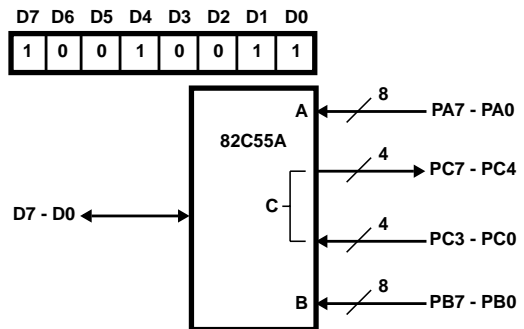 D7 D6 D5 D4 D3 D2 D1 D0
1 0 0 1 0 0 1 1
A
8
PA7 - PA0
82C55A
4
PC7 - PC4
C
D7 - D0
4
PC3 - PC0
B
8
PB7 - PB0